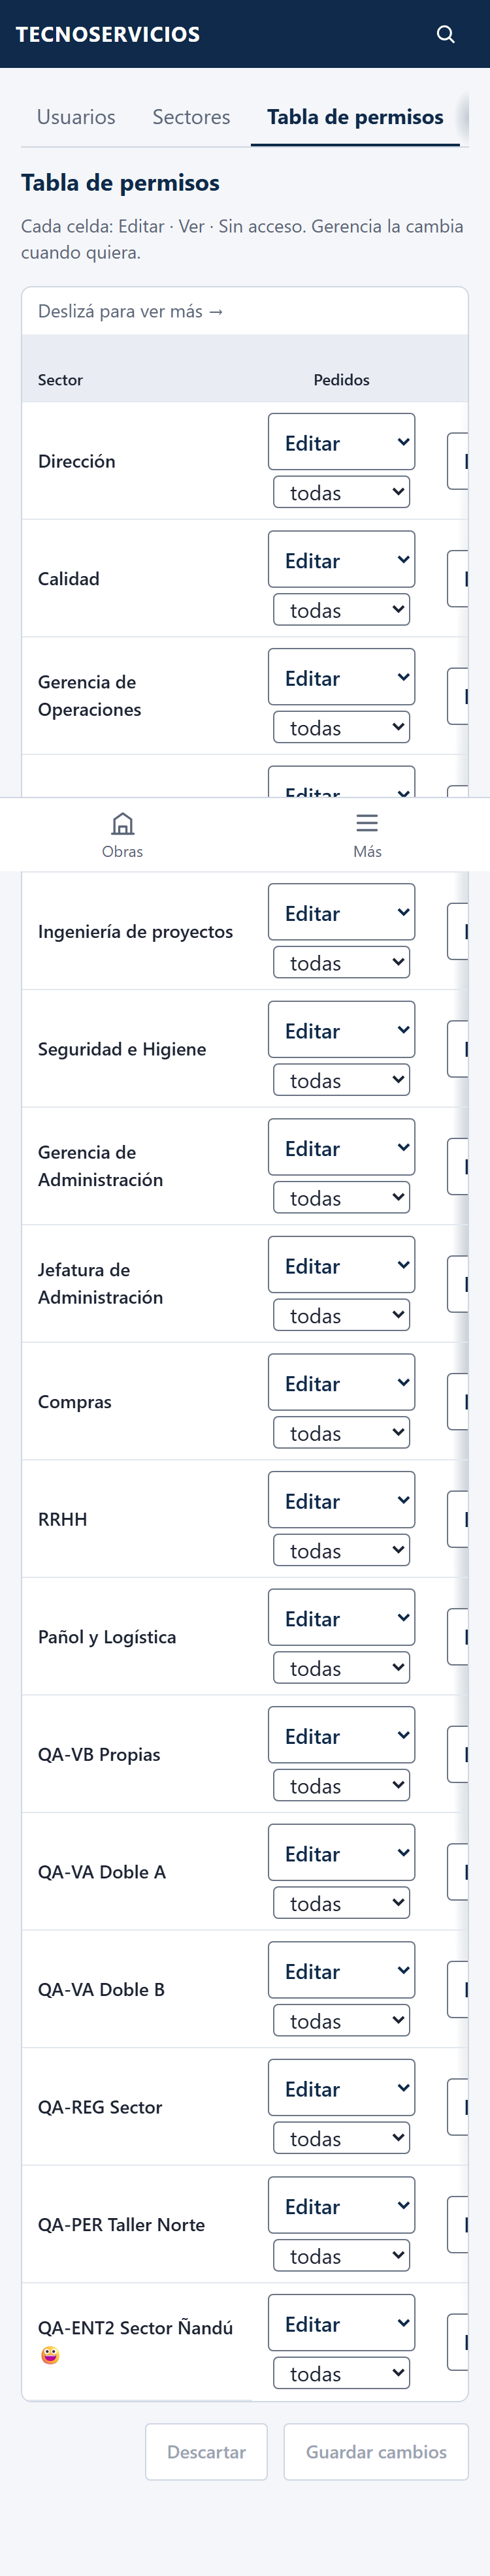 TECNOSERVICIOS
Usuarios Sectores Tabla de permisos
Tabla de permisos
Cada celda: Editar · Ver · Sin acceso. Gerencia la cambia
cuando quiera.
Deslizá para ver más →
Sector Pedidos
Dirección
Editar
todas
Calidad
Editar
todas
Gerencia de
Operaciones
Editar
todas
Editar
Obras Más
Ingeniería de proyectos
Editar
todas
Seguridad e Higiene
Editar
todas
Gerencia de
Administración
Editar
todas
Jefatura de
Administración
Editar
todas
Compras
Editar
todas
RRHH
Editar
todas
Pañol y Logística
Editar
todas
QA-VB Propias
Editar
todas
QA-VA Doble A
Editar
todas
QA-VA Doble B
Editar
todas
QA-REG Sector
Editar
todas
QA-PER Taller Norte
Editar
todas
QA-ENT2 Sector Ñandú
😀
Editar
todas
Descartar Guardar cambios